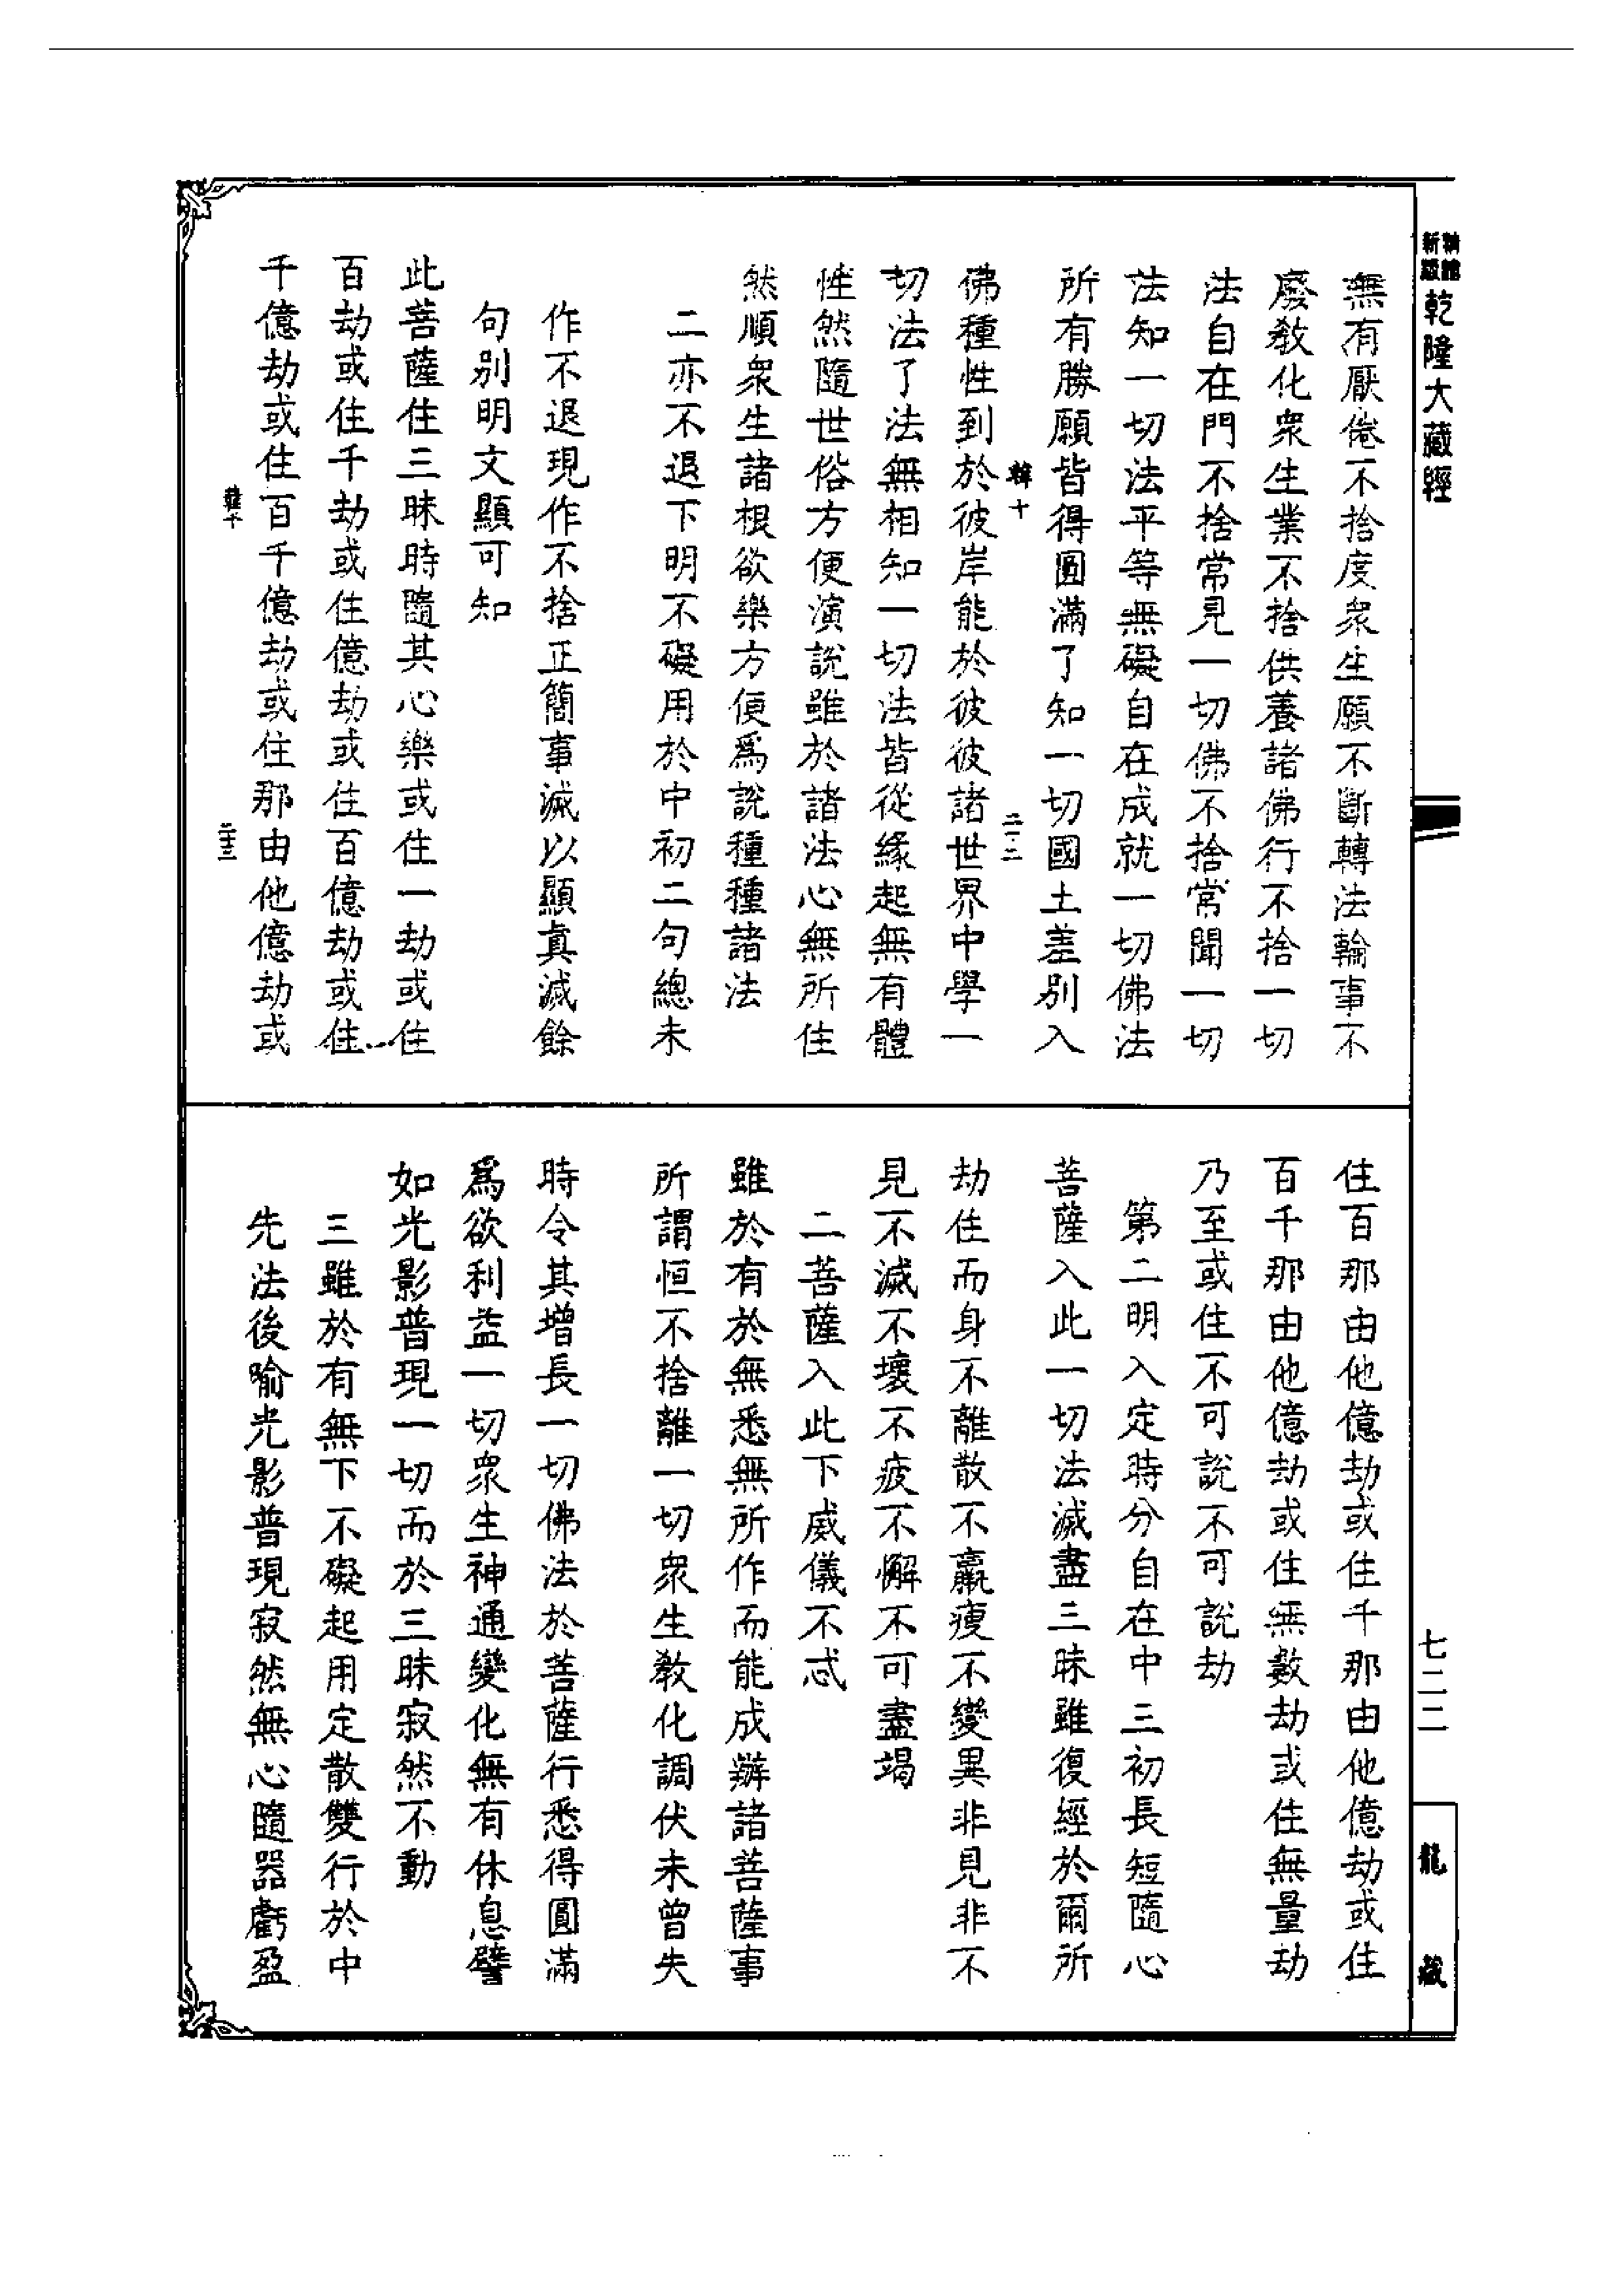 乾隆大藏經
無有厭倦不捨度衆生願不斷轉法輪事不
廢教化衆生業不捨供養諸佛行不捨一切
法自在門不捨常見一切佛不捨常聞一切
法知一切法平等無礙自在成就一切佛法
所有勝願皆得圓滿了知一切國土差別入
韓十
二十二
佛種性到於彼岸能於彼彼諸世界中學一
切法了法無相知一切法皆從緣起無有體
性然隨世俗方便演說雖於諸法心無所住
然順衆生諸根欲樂方便爲說種種諸法
二亦不退下明不礙用於中初二句總未
作不退現作不捨正簡事滅以顯真滅餘
句別明文顯可知
此菩薩住三昧時隨其心樂或住一劫或住
百劫或住千劫或住億劫或住百億劫或住
千億劫或住百千億劫或住那由他億劫或
住百那由他億劫或住千那由他億劫或住
百千那由他億劫或住無數劫或住無量劫
乃至或住不可說不可說劫
第二明入定時分自在中三初長短隨心
菩薩入此一切法滅盡三昧雖復經於爾所
劫住而身不離散不羸瘦不變異非見非不
見不滅不壞不疲不懈不可盡竭
二菩薩入此下威儀不忒
雖於有於無悉無所作而能成辦諸菩薩事
所謂恒不捨離一切衆生教化調伏未曾失
時令其增長一切佛法於菩薩行悉得圓滿
爲欲利益一切衆生神通變化無有休息譬
如光影普現一切而於三昧寂然不動
三雖於有無下不礙起用定散雙行於中
先法後喻光影普現寂然無心隨器虧盈
七二二
龍藏